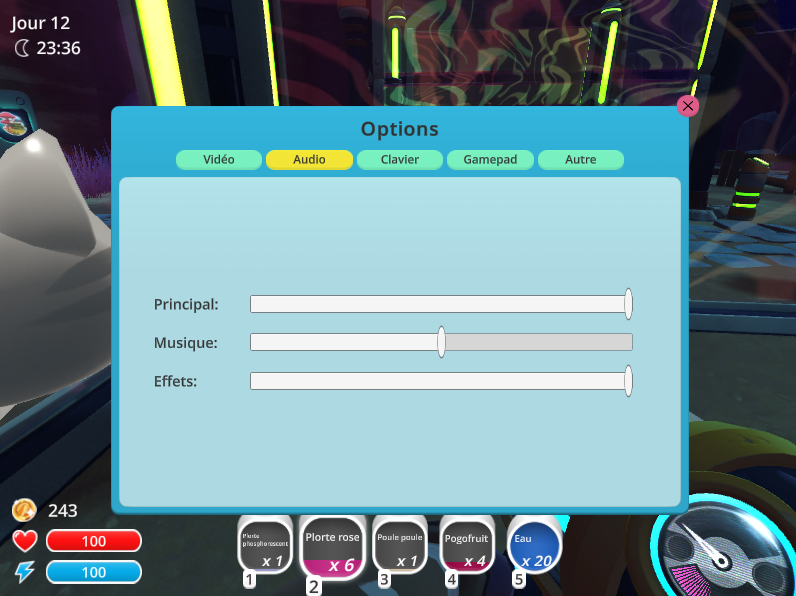 Jour 12
23:36
Options
Vidéo
Audio
Clavier
Gamepad
Autre
Principal:
Musique:
Effets:
243
100
100
Plorte
phosphorescent
x 1
1
Plorte rose
x 6
2
Poule poule
x 1
3
Pogofruit
x 4
4
Eau
x 20
5